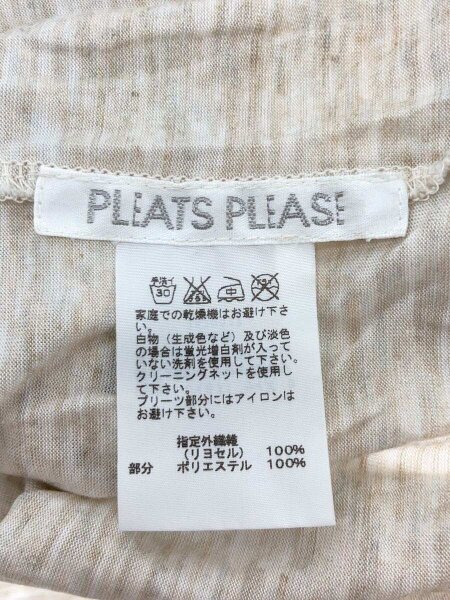 PLEATS PLEASE
手洗イ
30
中
家庭での乾燥機はお避け下さ
い。
白物（生成色など）及び淡色
の場合は蛍光増白剤が入って
いない洗剤を使用して下さい。
クリーニングネットを使用し
て下さい。
プリーツ部分にはアイロンは
お避け下さい。
指定外繊維
（リヨセル） 100%
部分 ポリエステル 100%